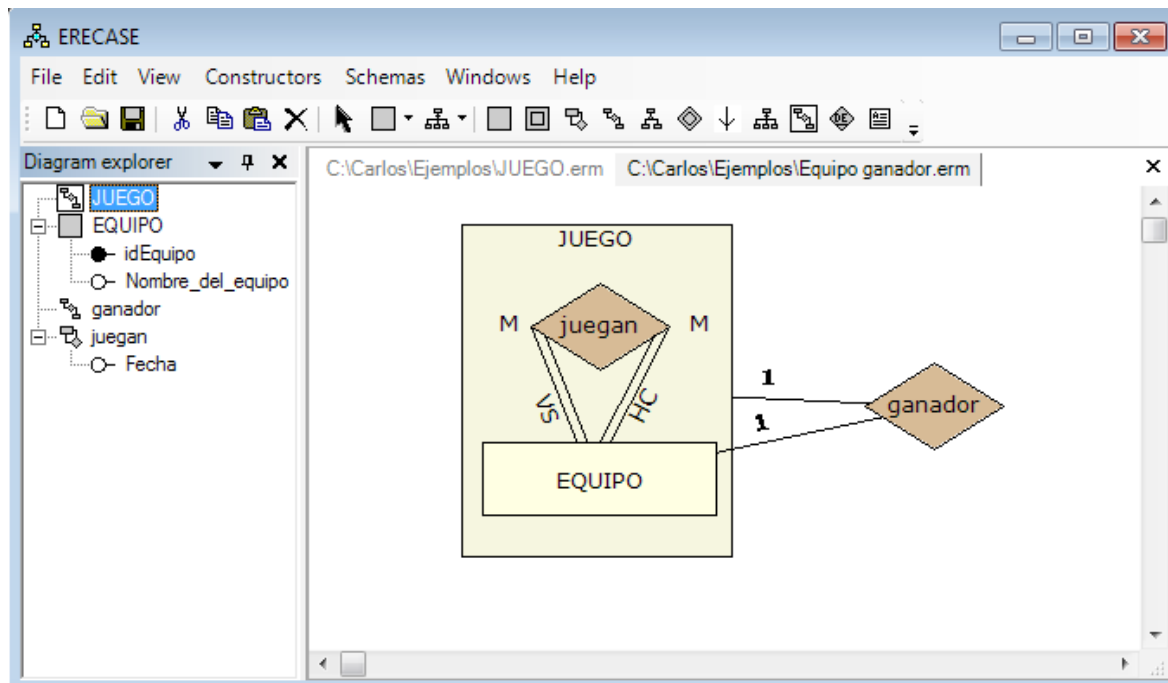 ERECASE
File Edit View Constructors Schemas Windows Help
Diagram explorer
C:\Carlos\Ejemplos\JUEGO.erm C:\Carlos\Ejemplos\Equipo ganador.erm
JUEGO
EQUIPO
idEquipo
Nombre_del_equipo
ganador
juegan
Fecha
JUEGO
M juegan M
VS HC
EQUIPO
1
1
ganador